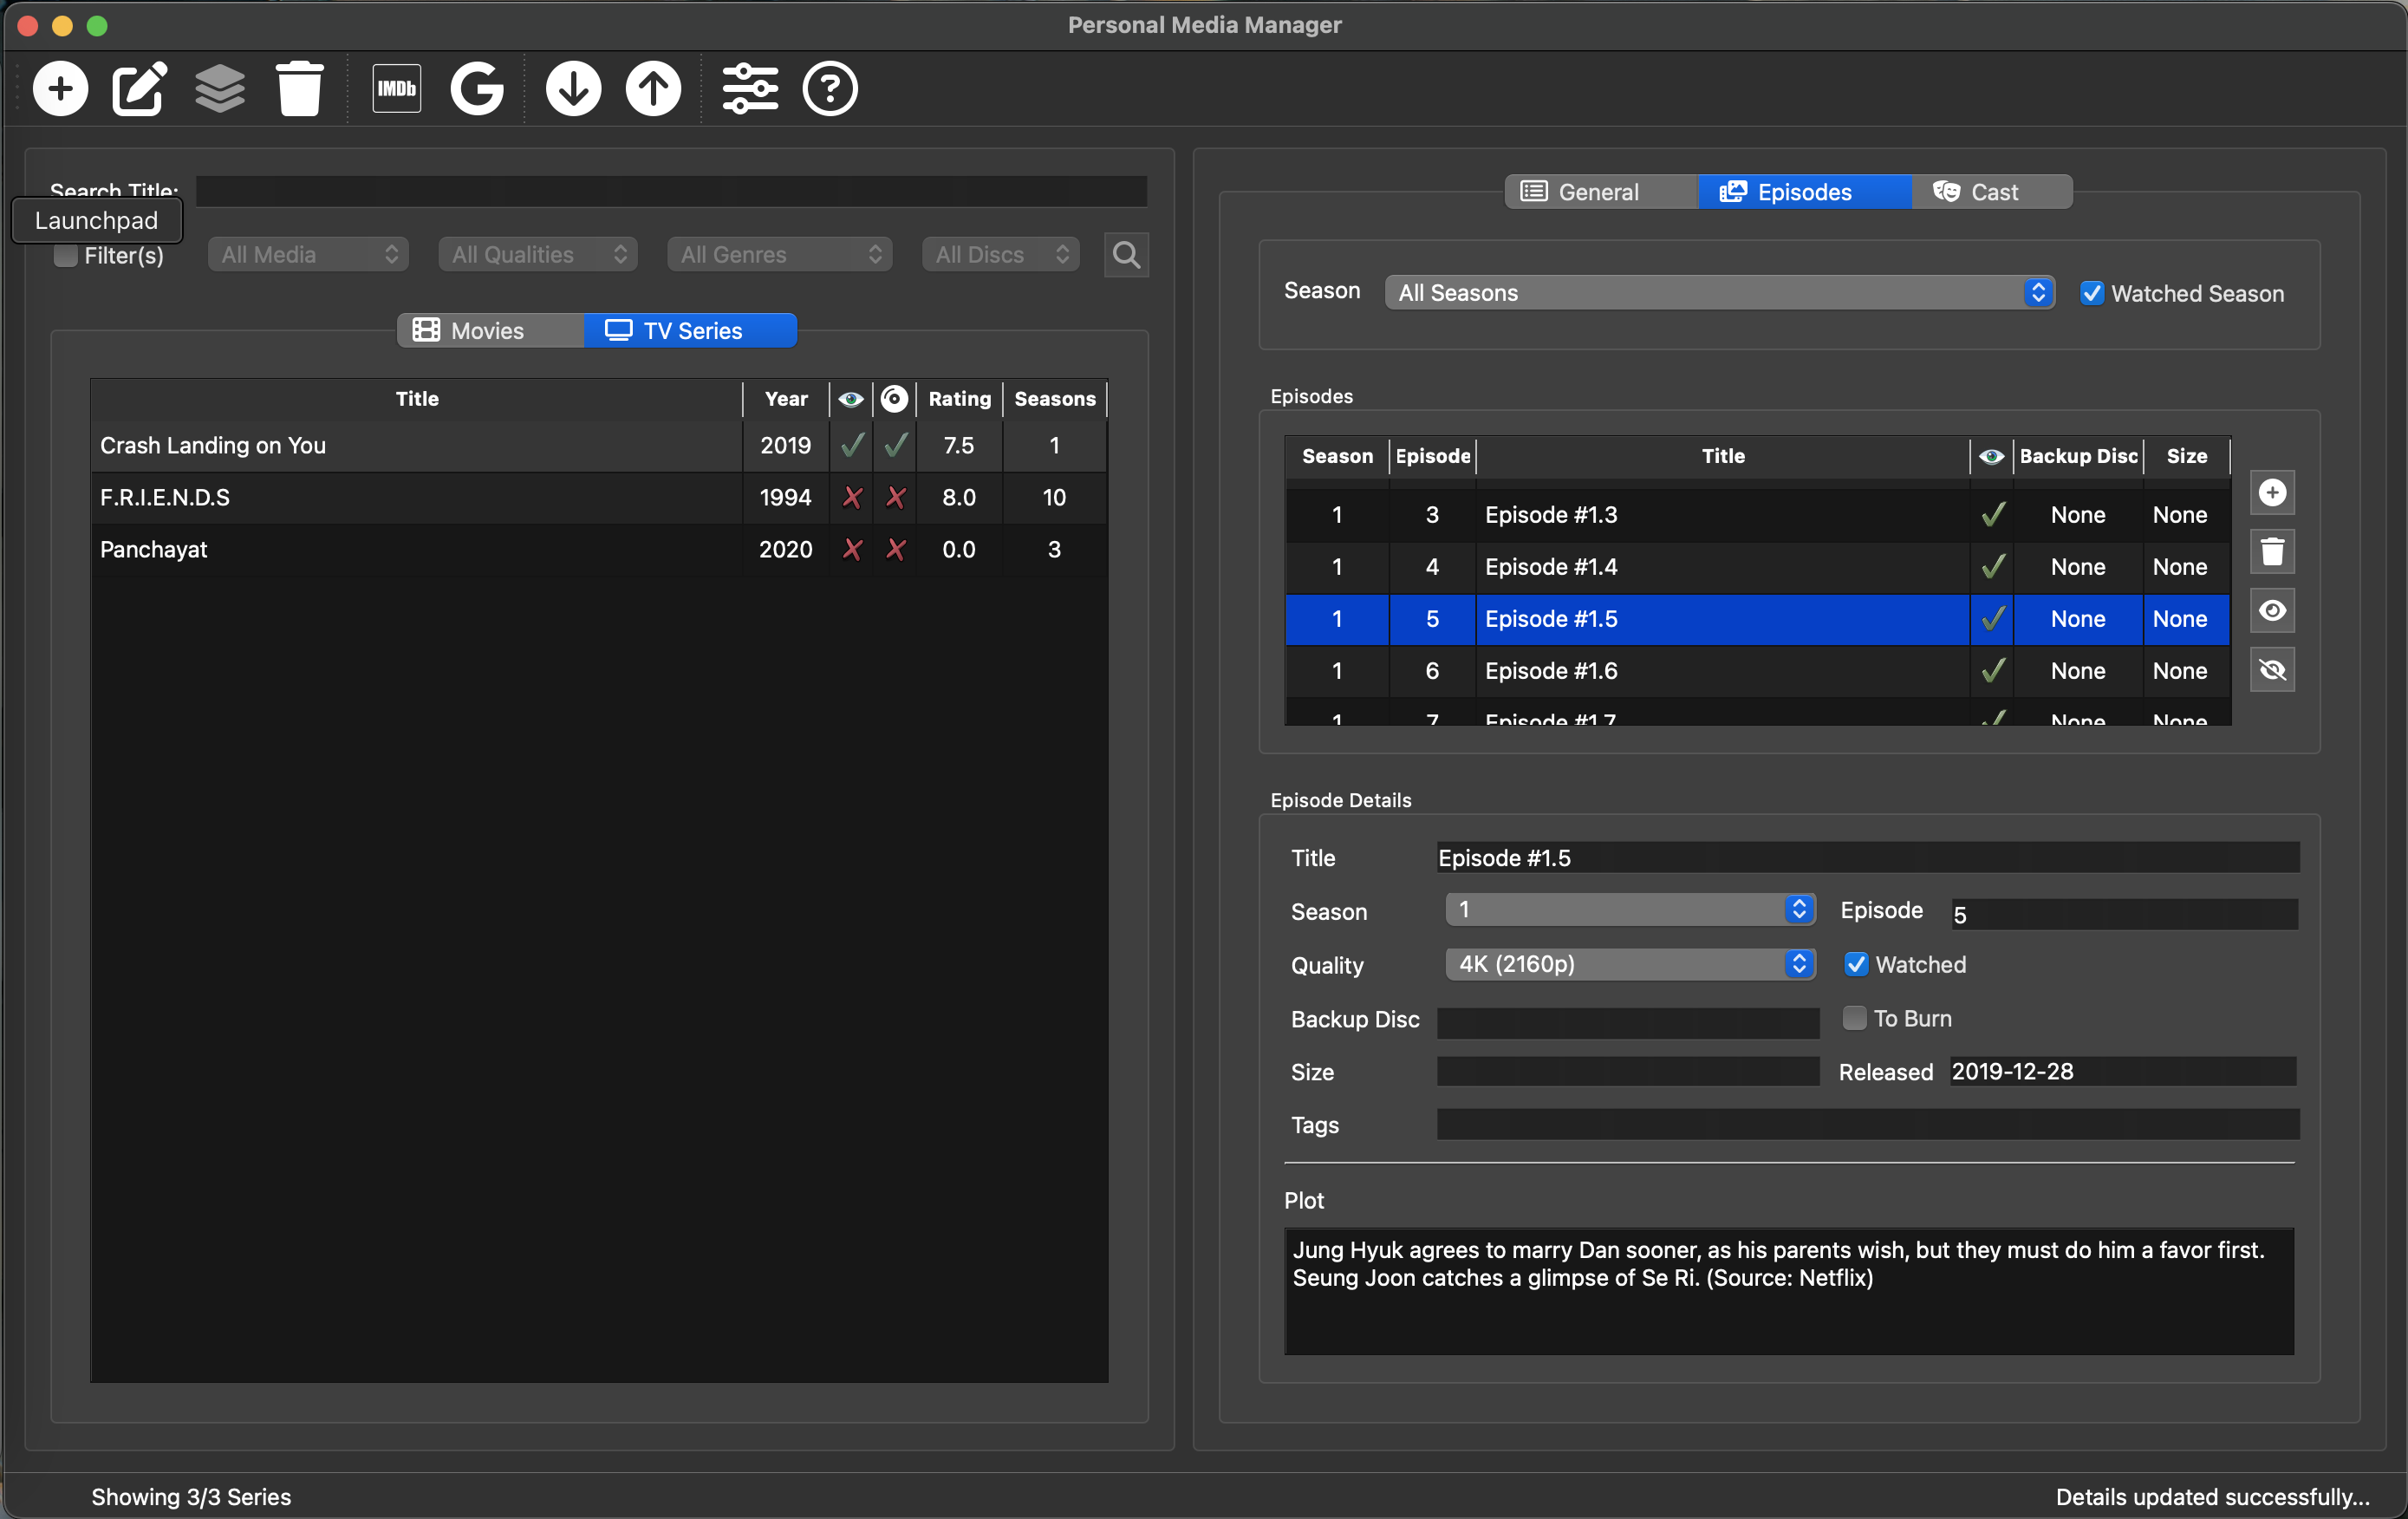 Personal Media Manager
IMDb
Search Title:
Launchpad
Filter(s) All Media All Qualities All Genres All Discs
Movies TV Series
Title Year Rating Seasons
Crash Landing on You 2019 7.5 1
F.R.I.E.N.D.S 1994 8.0 10
Panchayat 2020 0.0 3
General Episodes Cast
Season All Seasons Watched Season
Episodes
Season Episode Title Backup Disc Size
1 3 Episode #1.3 None None
1 4 Episode #1.4 None None
1 5 Episode #1.5 None None
1 6 Episode #1.6 None None
1 7 Episode #1.7 None None
Episode Details
Title Episode #1.5
Season 1 Episode 5
Quality 4K (2160p) Watched
Backup Disc To Burn
Size Released 2019-12-28
Tags
Plot
Jung Hyuk agrees to marry Dan sooner, as his parents wish, but they must do him a favor first.
Seung Joon catches a glimpse of Se Ri. (Source: Netflix)
Showing 3/3 Series Details updated successfully...